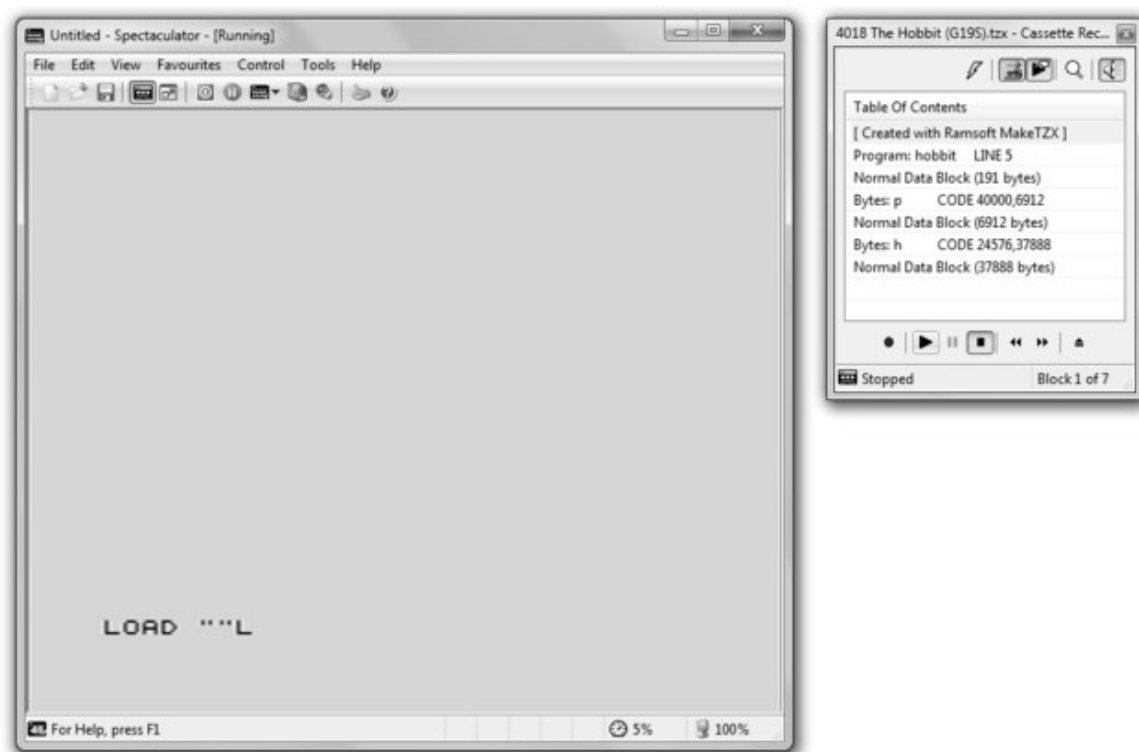 Untitled - Spectaculator - [Running]
File Edit View Favourites Control Tools Help
LOAD ""L
For Help, press F1
5%
100%
4018 The Hobbit (G19S).tzx - Cassette Rec...
Table Of Contents
[ Created with Ramsoft MakeTZX ]
Program: hobbit LINE 5
Normal Data Block (191 bytes)
Bytes: p CODE 40000,6912
Normal Data Block (6912 bytes)
Bytes: h CODE 24576,37888
Normal Data Block (37888 bytes)
Stopped
Block 1 of 7